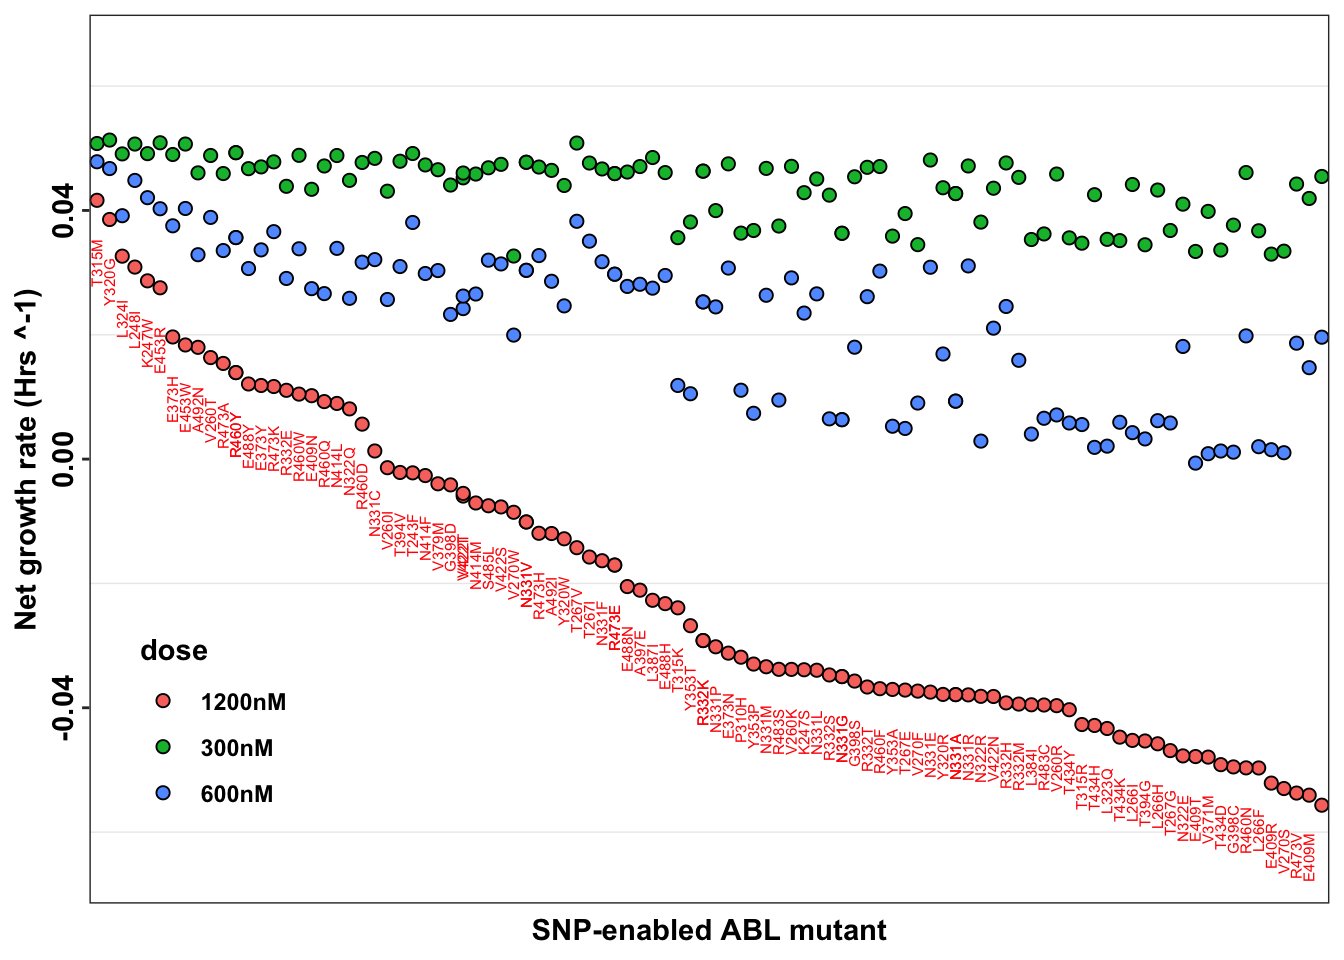 Net growth rate (Hrs ^-1)
0.04
0.00
-0.04
T315M
Y320G
L324I
L248I
K247W
E453R
E373H
E453W
A492N
V260T
R473A
R460Y
E488Y
E373Y
R473K
R332E
R460W
E409N
R460Q
N414L
N322Q
R460D
N331C
V260I
T394V
T243F
N414F
V379M
G398D
V422T
N414M
S485L
V422S
V270W
N331V
R473H
A492I
Y320W
T267V
T267I
N331F
R473E
E488N
A397E
L387I
E488H
T315K
Y353T
R332K
N331P
E373N
P310H
Y353P
N331M
R483S
V260K
K247S
N331L
R332S
N331G
G398S
R332T
R460F
Y353A
T267E
V270F
N331E
Y320R
N331A
N331R
N322R
V422N
R332H
R332M
L384I
R483C
V260R
T434Y
T315R
T434H
L323Q
T434K
L266I
T394G
L266H
T267G
N322E
E409T
V371M
T434D
G398C
R460N
L266F
E409R
V270S
R473V
E409M
dose
1200nM
300nM
600nM
SNP-enabled ABL mutant